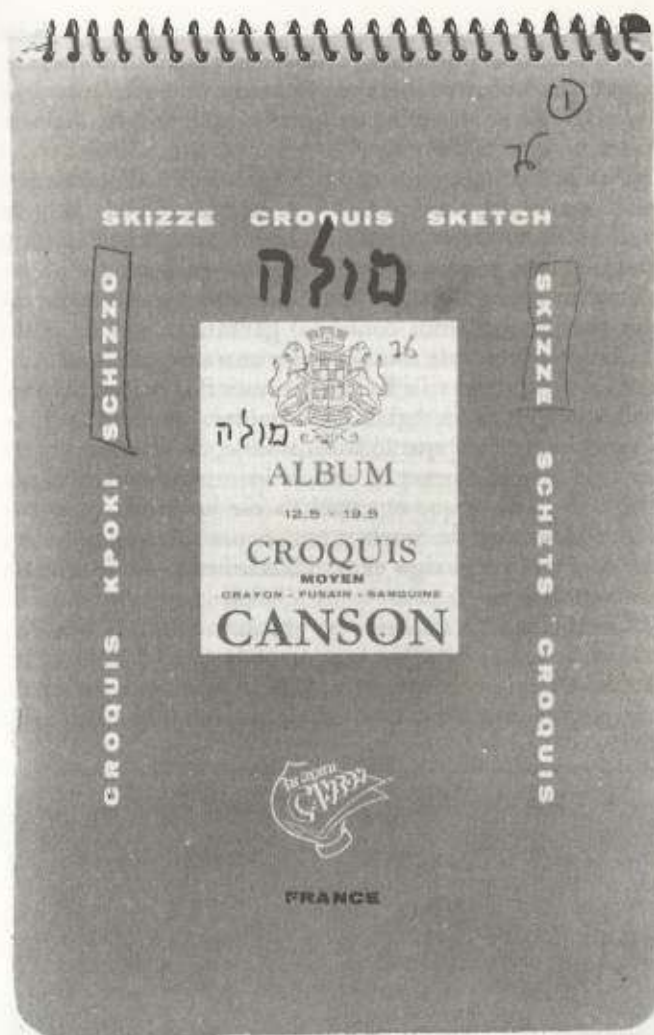 ①
76
SKIZZE CROQUIS SKETCH
מולה
CROQUIS KPOKI SCHIZZO
SKIZZE SCHETS CROQUIS
76
מולה
ALBUM
12.5 - 19.5
CROQUIS
MOYEN
CRAYON - FUSAIN - SANGUINE
CANSON
FRANCE